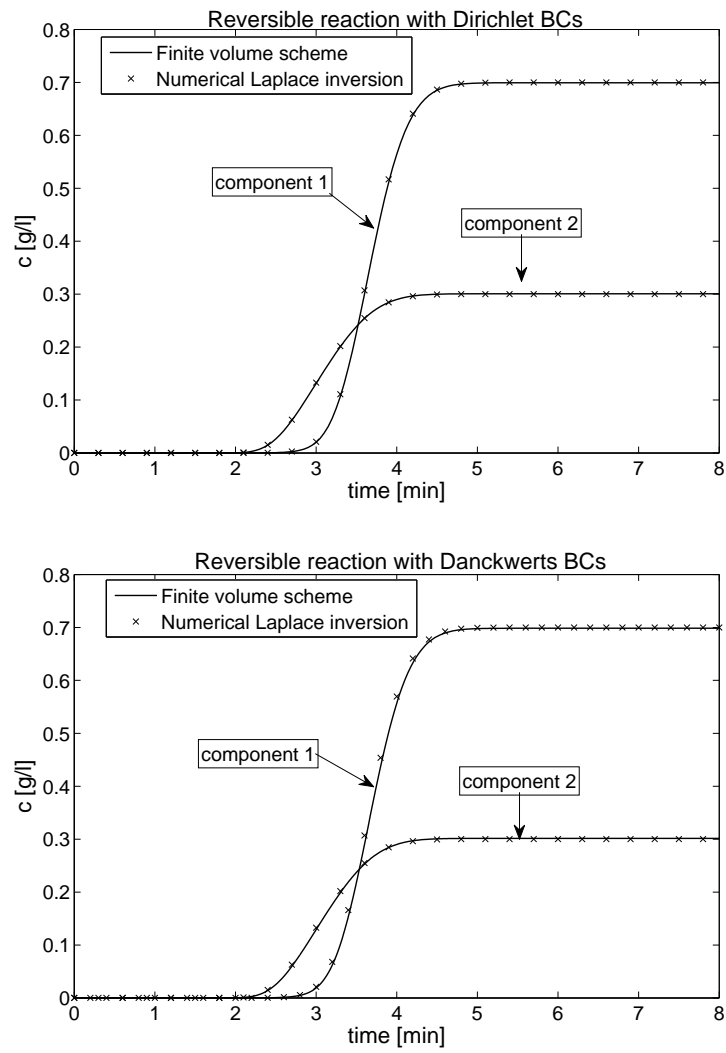 Reversible reaction with Dirichlet BCs
Finite volume scheme
Numerical Laplace inversion
component 1
component 2
c [g/l]
0.8
0.7
0.6
0.5
0.4
0.3
0.2
0.1
0
0 1 2 3 4 5 6 7 8
time [min]
Reversible reaction with Danckwerts BCs
Finite volume scheme
Numerical Laplace inversion
component 1
component 2
c [g/l]
0.8
0.7
0.6
0.5
0.4
0.3
0.2
0.1
0
0 1 2 3 4 5 6 7 8
time [min]